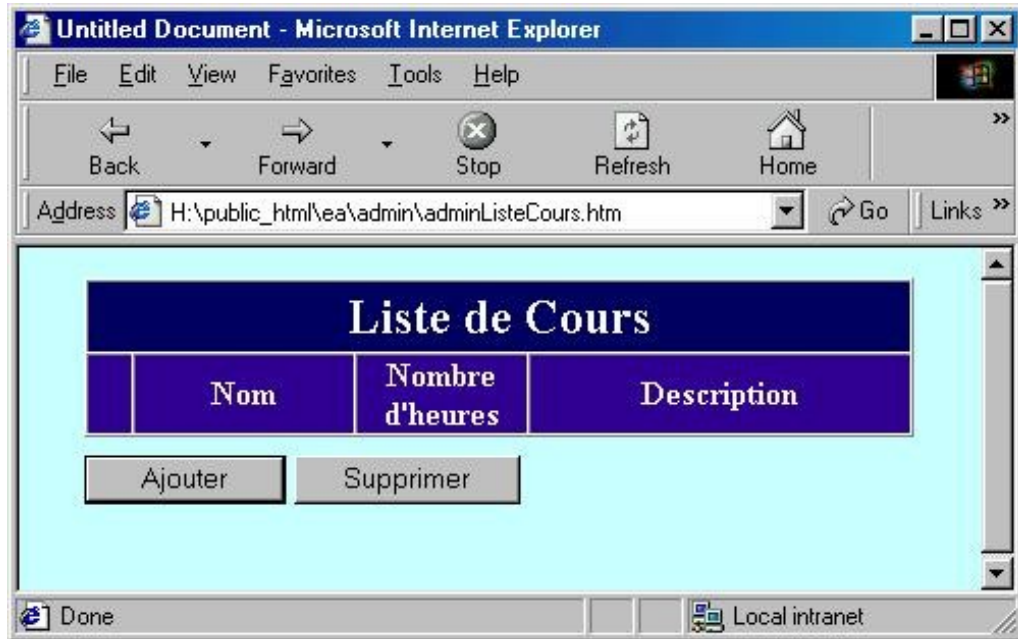 Untitled Document - Microsoft Internet Explorer
File Edit View Favorites Tools Help
Back Forward Stop Refresh Home »
Address H:\public_html\ea\admin\adminListeCours.htm Go Links »
Liste de Cours
Nom Nombre d'heures Description
Ajouter Supprimer
Done Local intranet